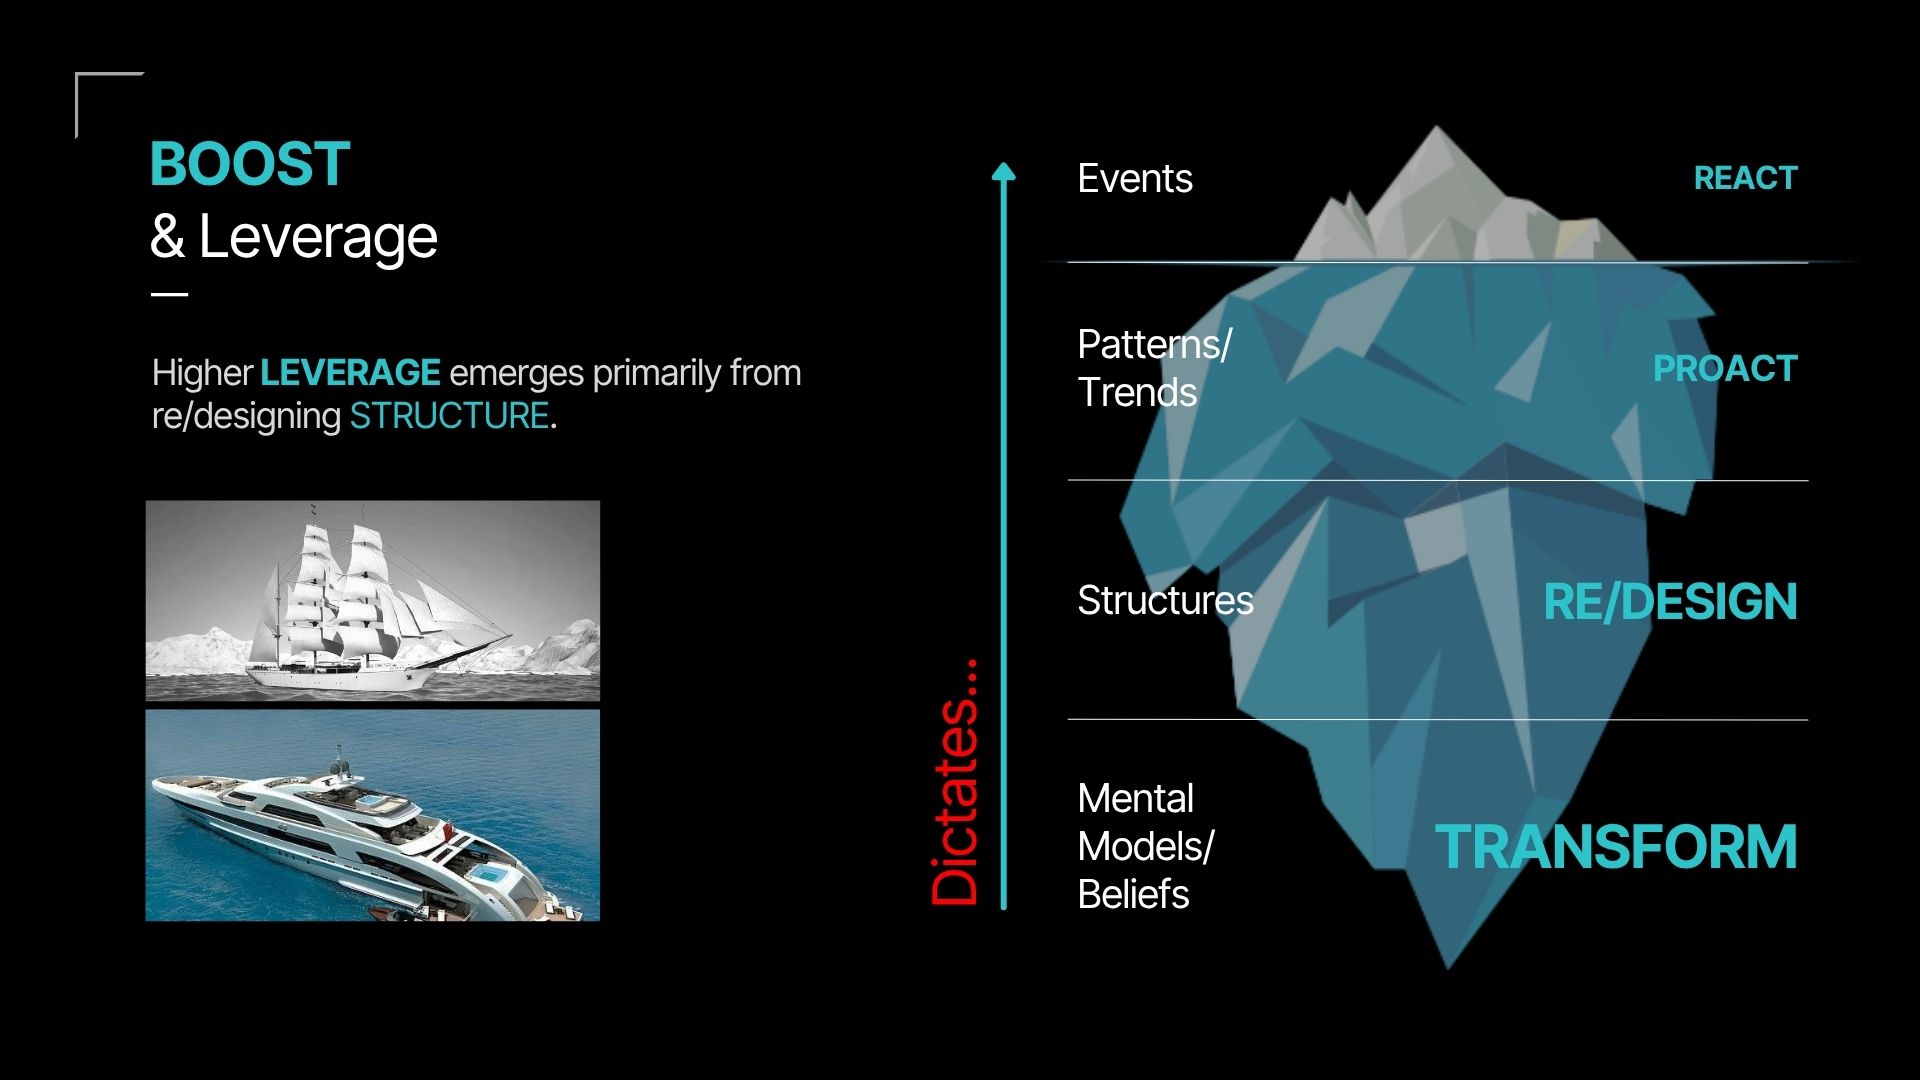 BOOST
& Leverage
Higher LEVERAGE emerges primarily from
re/designing STRUCTURE.
Dictates...
Events
REACT
Patterns/
Trends
PROACT
Structures
RE/DESIGN
Mental
Models/
Beliefs
TRANSFORM